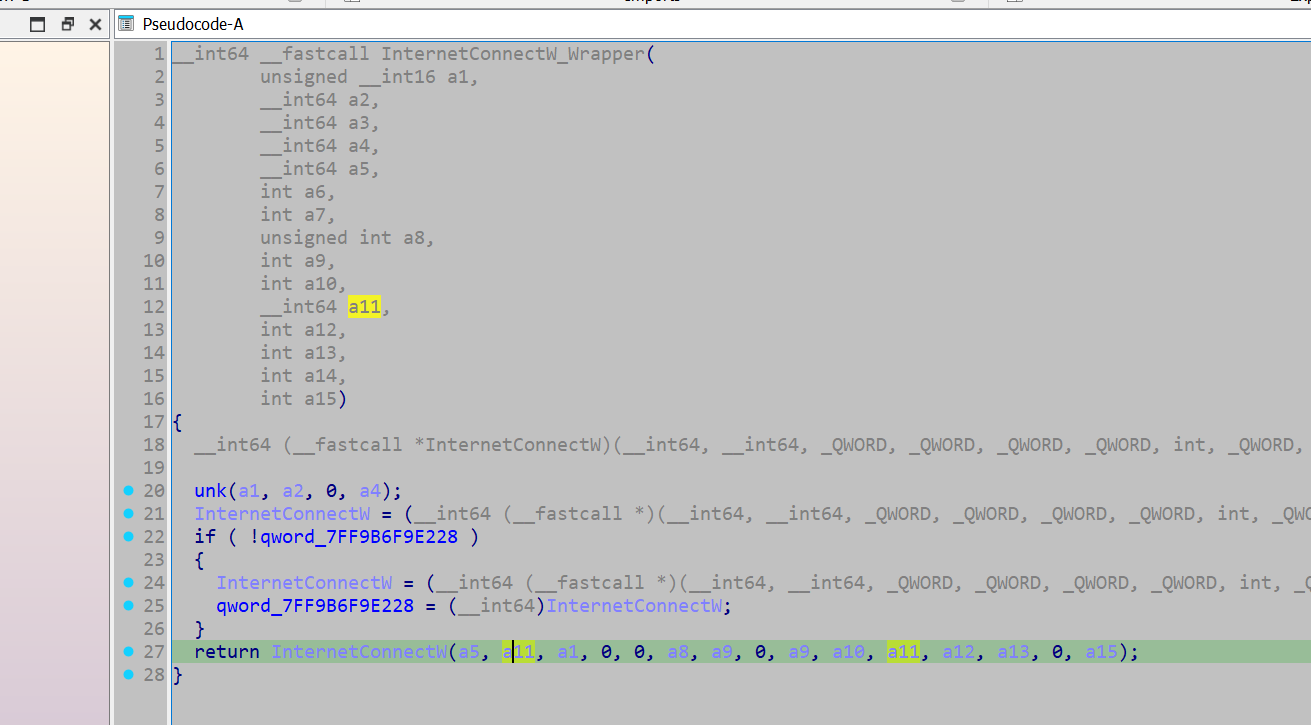 Pseudocode-A
1 __int64 __fastcall InternetConnectW_Wrapper(
2 unsigned __int16 a1,
3 __int64 a2,
4 __int64 a3,
5 __int64 a4,
6 __int64 a5,
7 int a6,
8 int a7,
9 unsigned int a8,
10 int a9,
11 int a10,
12 __int64 a11,
13 int a12,
14 int a13,
15 int a14,
16 int a15)
17 {
18 __int64 (__fastcall *InternetConnectW)(__int64, __int64, _QWORD, _QWORD, _QWORD, _QWORD, int, _QWORD,
19
20 unk(a1, a2, 0, a4);
21 InternetConnectW = (__int64 (__fastcall *)(__int64, __int64, _QWORD, _QWORD, _QWORD, _QWORD, int, _QWO
22 if ( !qword_7FF9B6F9E228 )
23 {
24 InternetConnectW = (__int64 (__fastcall *)(__int64, __int64, _QWORD, _QWORD, _QWORD, _QWORD, int, _Q
25 qword_7FF9B6F9E228 = (__int64)InternetConnectW;
26 }
27 return InternetConnectW(a5, a11, a1, 0, 0, a8, a9, 0, a9, a10, a11, a12, a13, 0, a15);
28 }